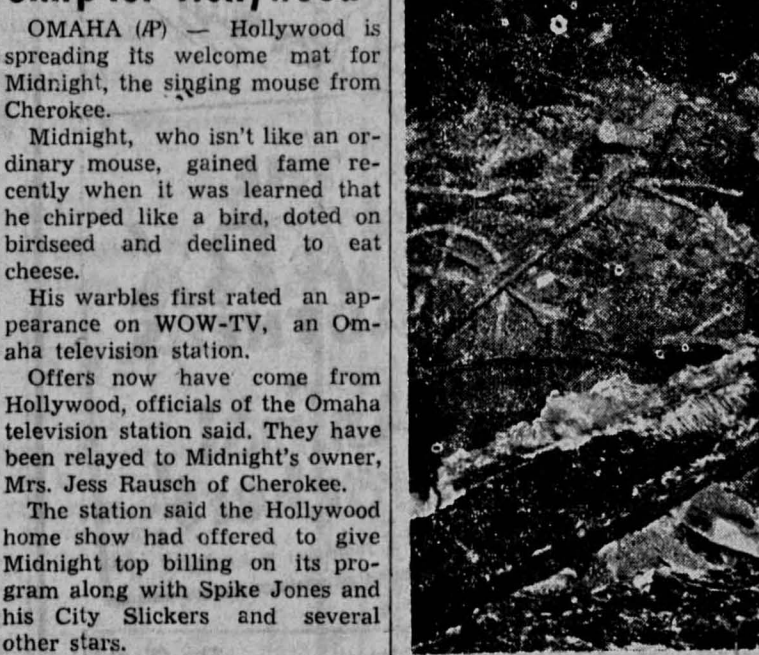 for Hollywood
OMAHA (AP) — Hollywood is
spreading its welcome mat for
Midnight, the singing mouse from
Cherokee.
Midnight, who isn't like an or-
dinary mouse, gained fame re-
cently when it was learned that
he chirped like a bird, doted on
birdseed and declined to eat
cheese.
His warbles first rated an ap-
pearance on WOW-TV, an Om-
aha television station.
Offers now have come from
Hollywood, officials of the Omaha
television station said. They have
been relayed to Midnight's owner,
Mrs. Jess Rausch of Cherokee.
The station said the Hollywood
home show had offered to give
Midnight top billing on its pro-
gram along with Spike Jones and
his City Slickers and several
other stars.